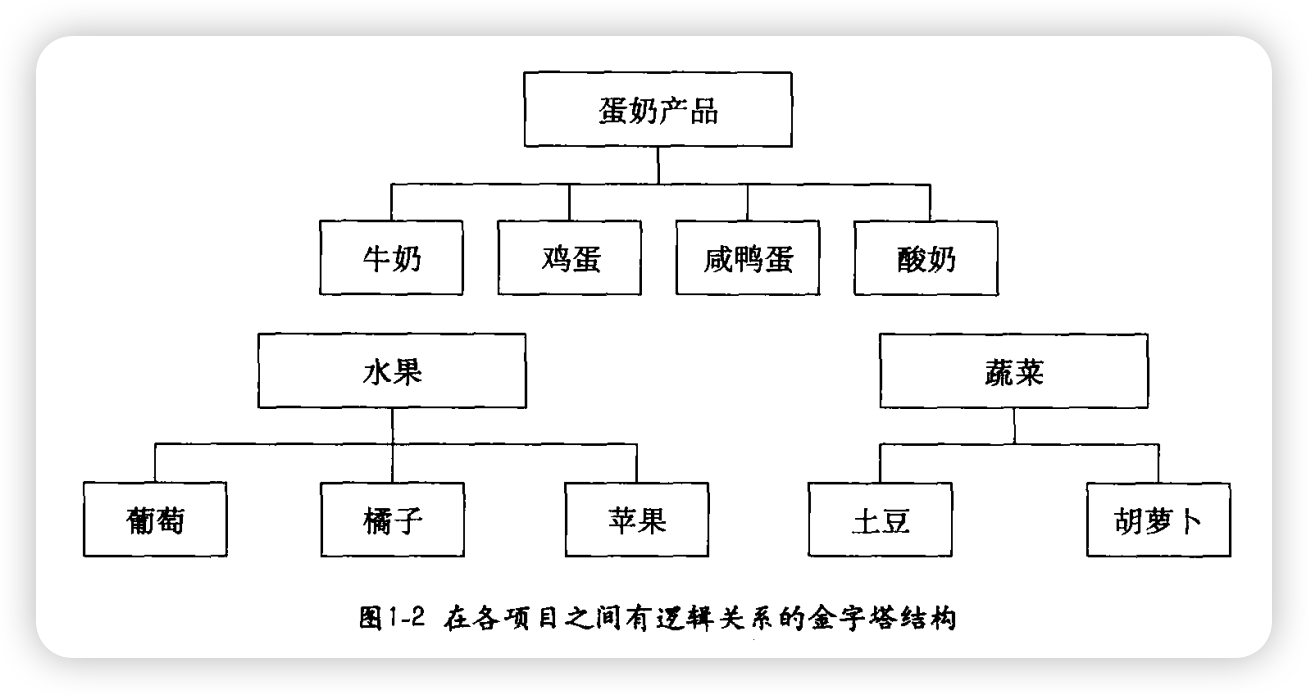 蛋奶产品
牛奶 鸡蛋 咸鸭蛋 酸奶
水果 蔬菜
葡萄 橘子 苹果 土豆 胡萝卜
图1-2 在各项目之间有逻辑关系的金字塔结构